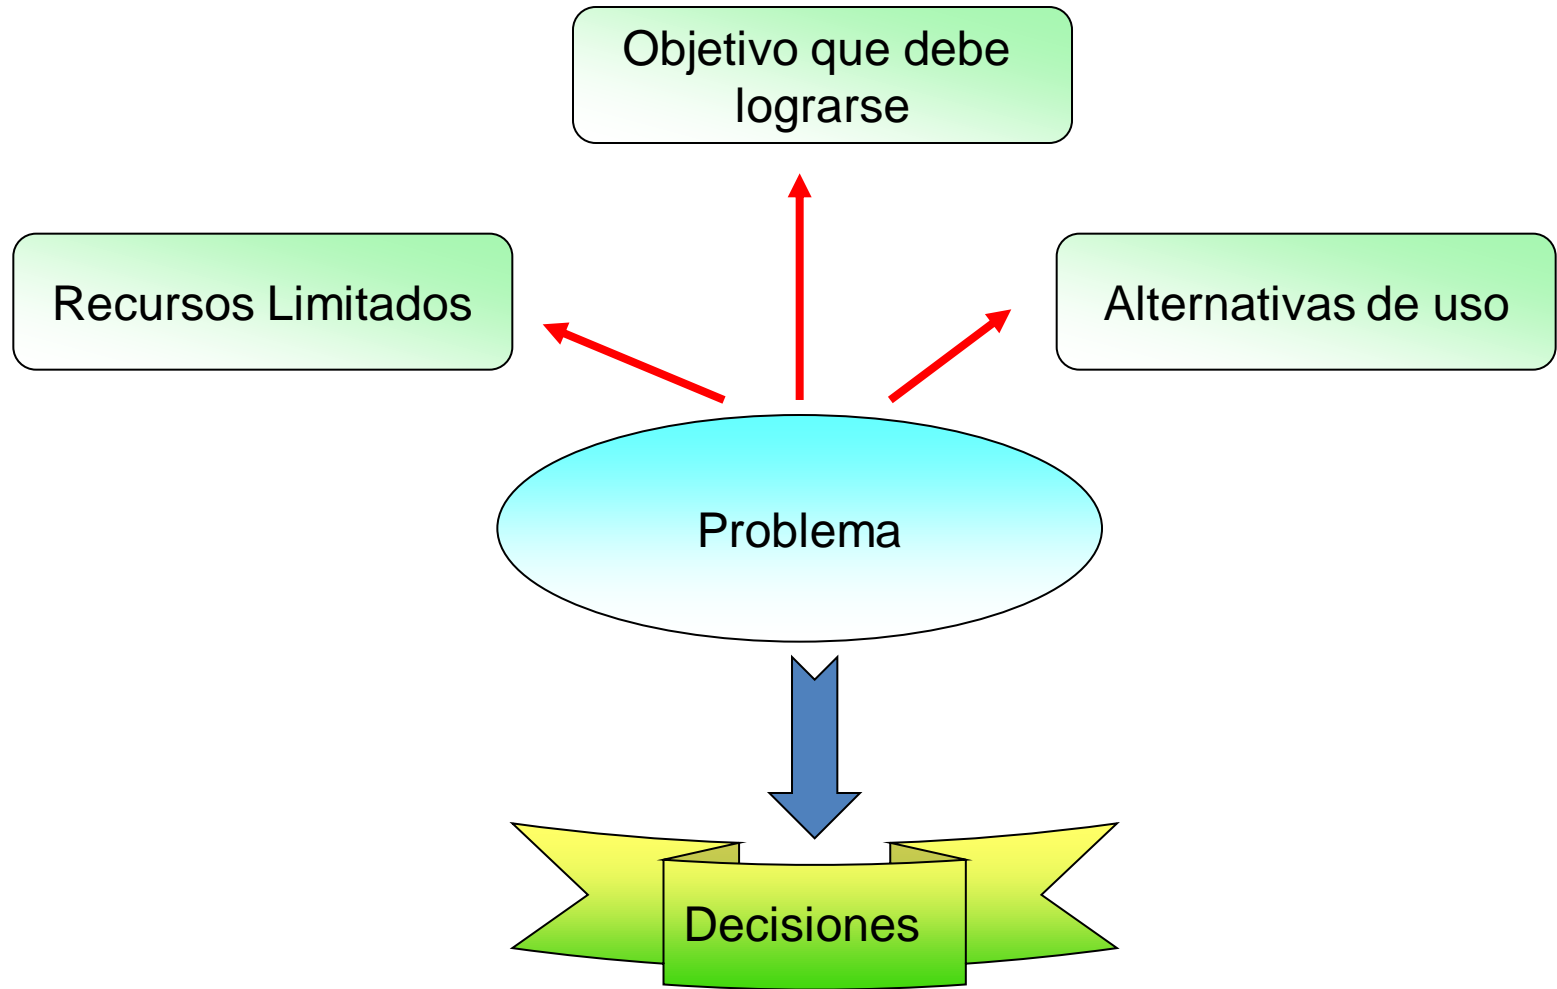 Objetivo que debe
lograrse
Recursos Limitados
Alternativas de uso
Problema
Decisiones